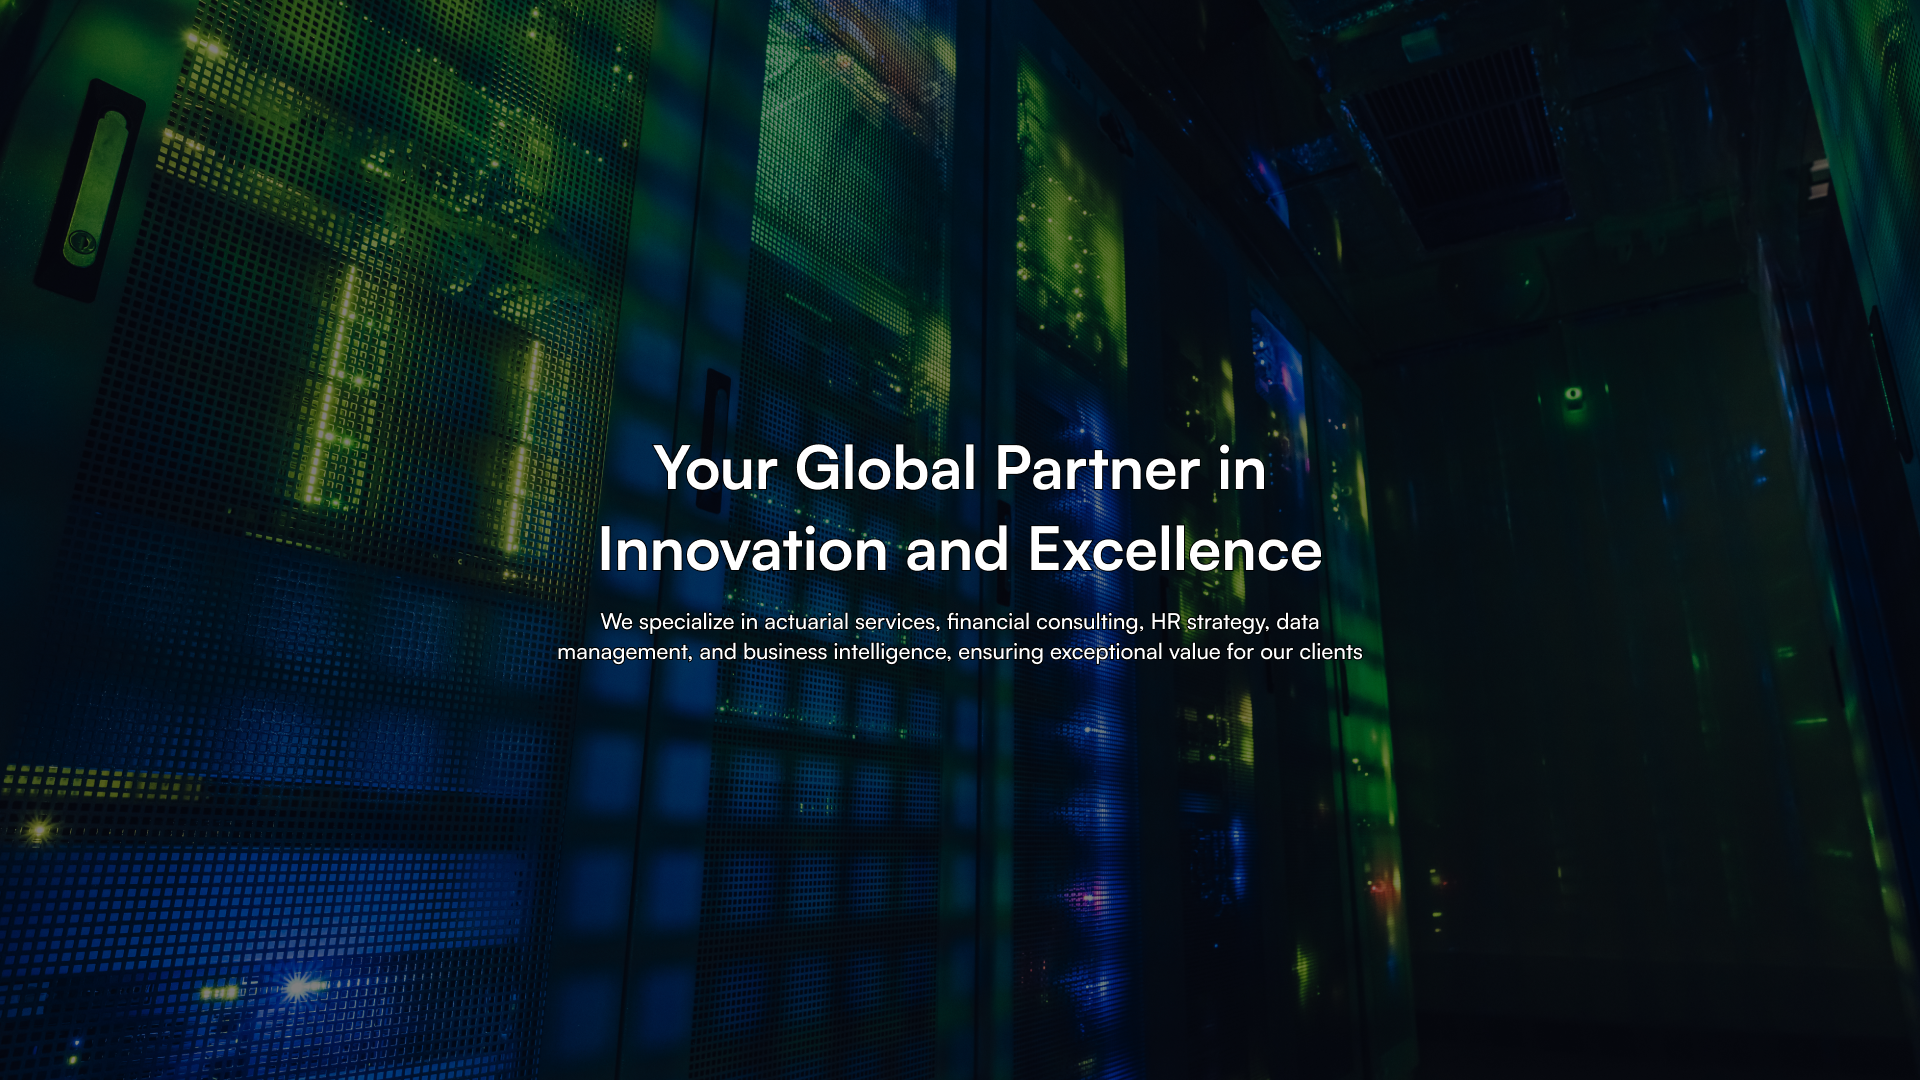 Your Global Partner in
Innovation and Excellence
We specialize in actuarial services, financial consulting, HR strategy, data
management, and business intelligence, ensuring exceptional value for our clients